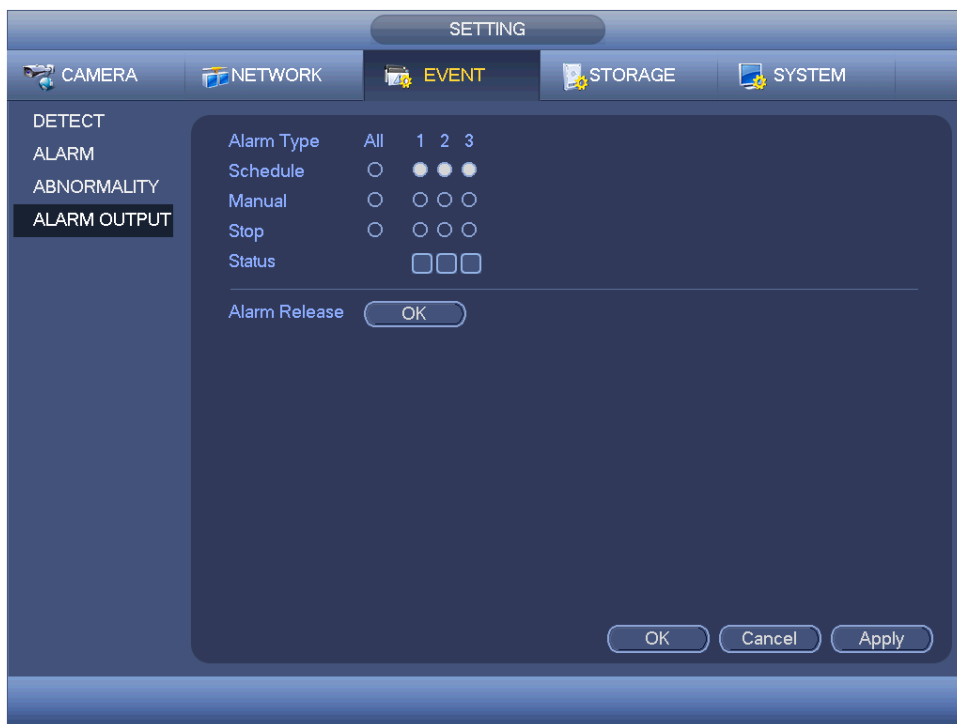 SETTING
CAMERA NETWORK EVENT STORAGE SYSTEM
DETECT
ALARM
ABNORMALITY
ALARM OUTPUT
Alarm Type All 1 2 3
Schedule
Manual
Stop
Status
Alarm Release OK
OK Cancel Apply